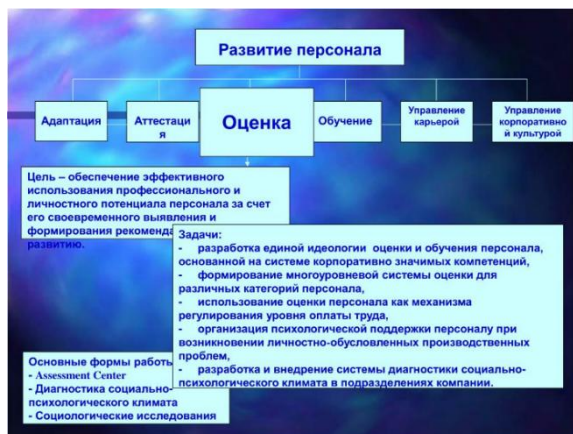 Развитие персонала
Адаптация
Аттестаци
я
Оценка
Обучение
Управление
карьерой
Управление
корпоративно
й культурой
Цель – обеспечение эффективного
использования профессионального и
личностного потенциала персонала за счет
его своевременного выявления и
формирования рекоменда
развитию.
Задачи:
- разработка единой идеологии оценки и обучения персонала,
основанной на системе корпоративно значимых компетенций,
- формирование многоуровневой системы оценки для
различных категорий персонала,
- использование оценки персонала как механизма
регулирования уровня оплаты труда,
- организация психологической поддержки персоналу при
возникновении личностно-обусловленных производственных
проблем,
- разработка и внедрение системы диагностики социально-
психологического климата в подразделениях компании.
Основные формы работы
- Assessment Center
- Диагностика социально-
психологического климата
- Социологические исследования